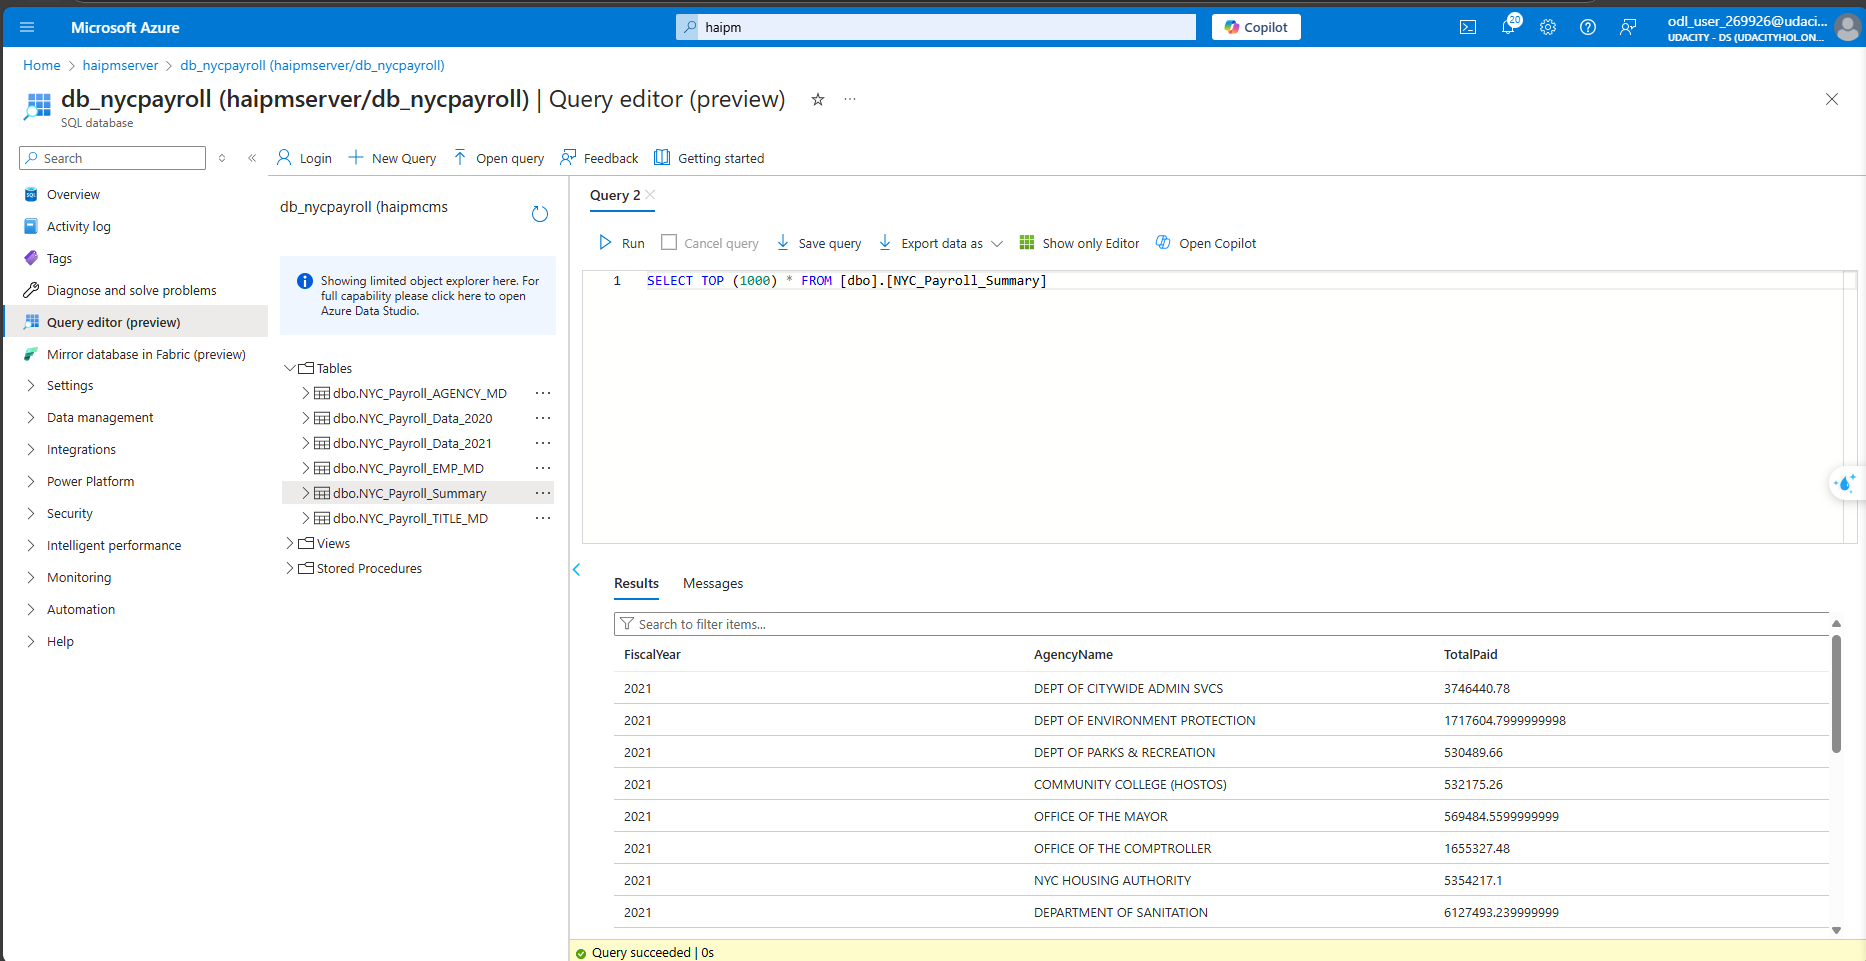 Microsoft Azure
haipm
Copilot
20
odl_user_269926@udaci...
UDACITY - DS (UDACITYHOL.ON...
Home > haipmserver > db_nycpayroll (haipmserver/db_nycpayroll)
db_nycpayroll (haipmserver/db_nycpayroll) | Query editor (preview)
SQL database
Search
Login
New Query
Open query
Feedback
Getting started
Overview
Activity log
Tags
Diagnose and solve problems
Query editor (preview)
Mirror database in Fabric (preview)
Settings
Data management
Integrations
Power Platform
Security
Intelligent performance
Monitoring
Automation
Help
db_nycpayroll (haipmcms
Showing limited object explorer here. For
full capability please click here to open
Azure Data Studio.
Tables
dbo.NYC_Payroll_AGENCY_MD
dbo.NYC_Payroll_Data_2020
dbo.NYC_Payroll_Data_2021
dbo.NYC_Payroll_EMP_MD
dbo.NYC_Payroll_Summary
dbo.NYC_Payroll_TITLE_MD
Views
Stored Procedures
Query 2
Run
Cancel query
Save query
Export data as
Show only Editor
Open Copilot
1 SELECT TOP (1000) * FROM [dbo].[NYC_Payroll_Summary]
Results
Messages
Search to filter items...
FiscalYear AgencyName TotalPaid
2021 DEPT OF CITYWIDE ADMIN SVCS 3746440.78
2021 DEPT OF ENVIRONMENT PROTECTION 1717604.7999999998
2021 DEPT OF PARKS & RECREATION 530489.66
2021 COMMUNITY COLLEGE (HOSTOS) 532175.26
2021 OFFICE OF THE MAYOR 569484.5599999999
2021 OFFICE OF THE COMPTROLLER 1655327.48
2021 NYC HOUSING AUTHORITY 5354217.1
2021 DEPARTMENT OF SANITATION 6127493.239999999
Query succeeded | 0s